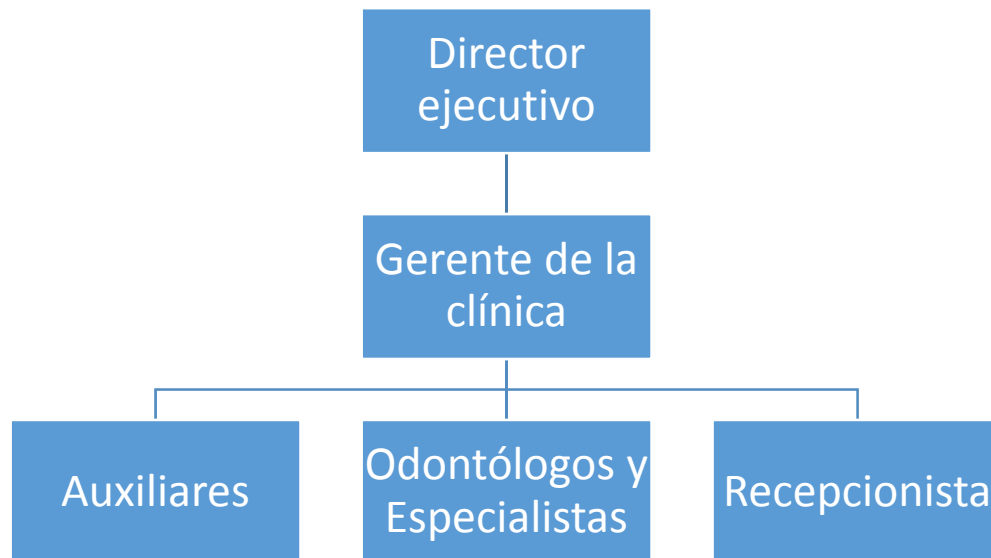 Director
ejecutivo
Gerente de la
clínica
Auxiliares
Odontólogos y
Especialistas
Recepcionista